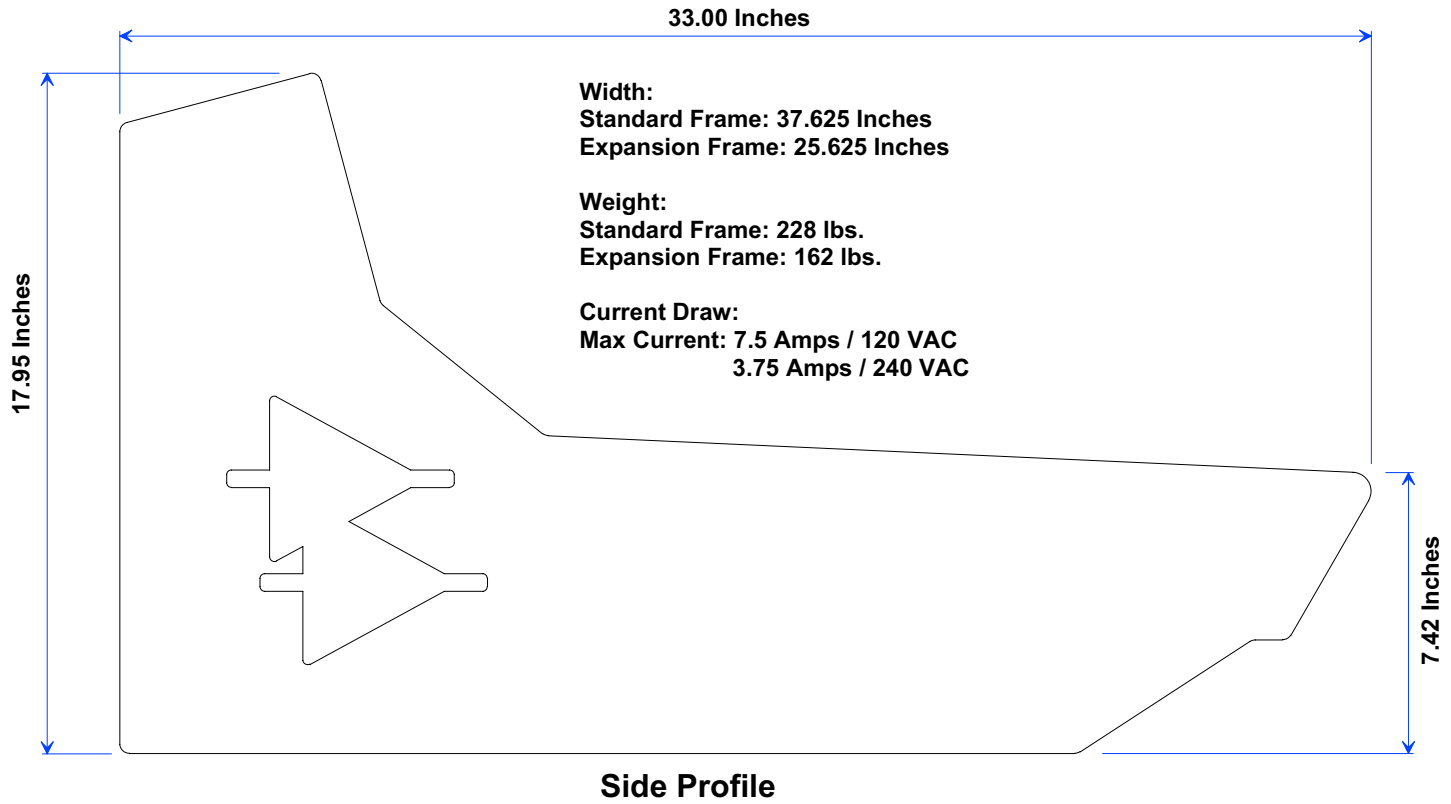 33.00 Inches
Width:
Standard Frame: 37.625 Inches
Expansion Frame: 25.625 Inches
Weight:
Standard Frame: 228 lbs.
Expansion Frame: 162 lbs.
Current Draw:
Max Current: 7.5 Amps / 120 VAC
3.75 Amps / 240 VAC
17.95 Inches
7.42 Inches
Side Profile